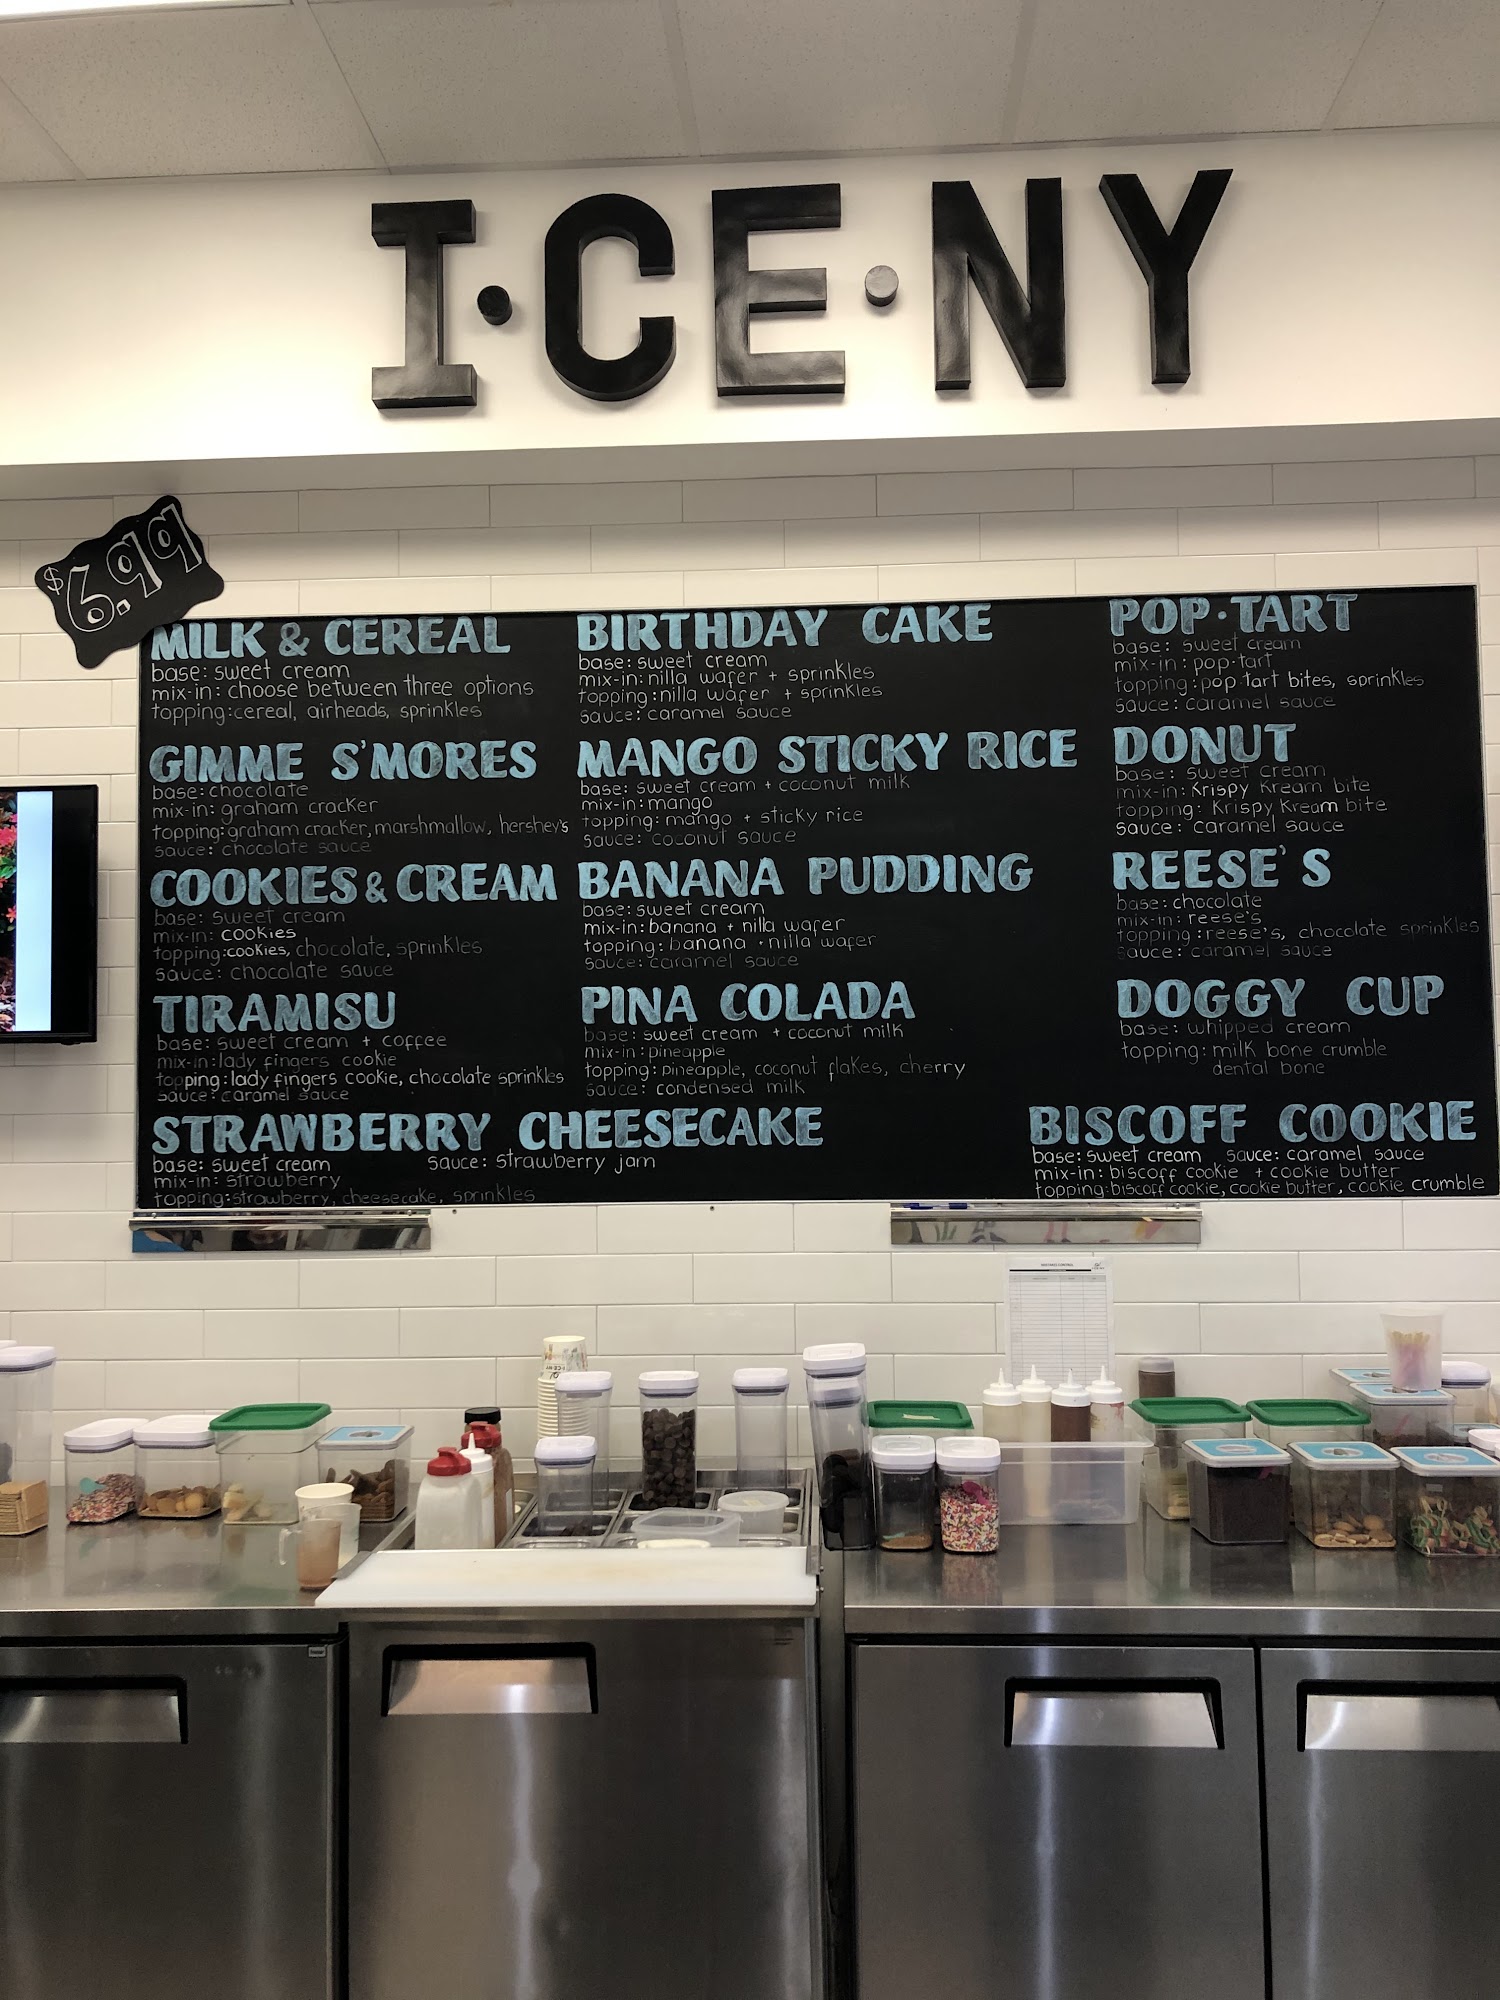 I·CE·NY
$6.99
MILK & CEREAL
base: sweet cream
mix-in: choose between three options
topping: cereal, airheads, sprinkles
GIMME S'MORES
base: chocolate
mix-in: graham cracker
topping: graham cracker, marshmallow, hershey's
sauce: chocolate sauce
COOKIES & CREAM
base: sweet cream
mix-in: cookies
topping: cookies, chocolate, sprinkles
sauce: chocolate sauce
TIRAMISU
base: sweet cream + coffee
mix-in: lady fingers cookie
topping: lady fingers cookie, chocolate sprinkles
sauce: caramel sauce
STRAWBERRY CHEESECAKE
base: sweet cream sauce: strawberry jam
mix-in: strawberry
topping: strawberry, cheesecake, sprinkles
BIRTHDAY CAKE
base: sweet cream
mix-in: nilla wafer + sprinkles
topping: nilla wafer + sprinkles
sauce: caramel sauce
MANGO STICKY RICE
base: sweet cream + coconut milk
mix-in: mango
topping: mango + sticky rice
sauce: coconut sauce
BANANA PUDDING
base: sweet cream
mix-in: banana + nilla wafer
topping: banana + nilla wafer
sauce: caramel sauce
PINA COLADA
base: sweet cream + coconut milk
mix-in: pineapple
topping: pineapple, coconut flakes, cherry
sauce: condensed milk
POP·TART
base: sweet cream
mix-in: pop·tart
topping: pop·tart bites, sprinkles
sauce: caramel sauce
DONUT
base: sweet cream
mix-in: Krispy Kream bite
topping: Krispy Kream bite
sauce: caramel sauce
REESE'S
base: chocolate
mix-in: reese's
topping: reese's, chocolate sprinkles
sauce: caramel sauce
DOGGY CUP
base: whipped cream
topping: milk bone crumble
dental bone
BISCOFF COOKIE
base: sweet cream sauce: caramel sauce
mix-in: biscoff cookie + cookie butter
topping: biscoff cookie, cookie butter, cookie crumble